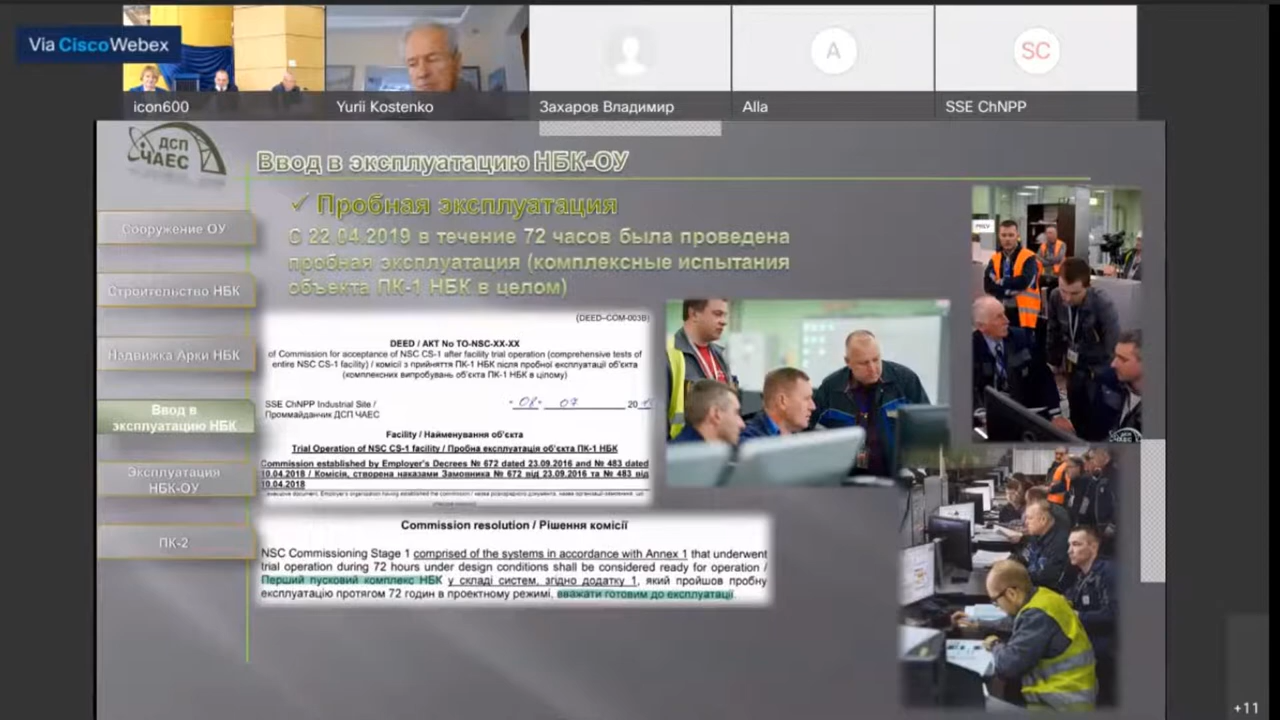 Via CiscoWebex
icon600
Yurii Kostenko
Захаров Владимир
A
Alla
SC
SSE ChNPP
ДСП
ЧАЕС
Ввод в эксплуатацию НБК-ОУ
✓ Пробная эксплуатация
С 22.04.2019 в течение 72 часов была проведена
пробная эксплуатация (комплексные испытания
объекта ПК-1 НБК в целом)
Сооружение ОУ
Строительство НБК
Надвижка Арки НБК
Ввод в
эксплуатацию НБК
Эксплуатация
НБК-ОУ
ПК-2
(DEED–COM-003B)
DEED / АКТ No TO-NSC-XX-XX
of Commission for acceptance of NSC CS-1 after facility trial operation (comprehensive tests of
entire NSC CS-1 facility) / комісії з прийняття ПК-1 НБК після пробної експлуатації об'єкта
(комплексних випробувань об'єкта ПК-1 НБК в цілому)
SSE ChNPP Industrial Site /
Проммайданчик ДСП ЧАЕС
"08" 07 20
Facility / Найменування об'єкта
Trial Operation of NSC CS-1 facility / Пробна експлуатація об'єкта ПК-1 НБК
Commission established by Employer's Decrees № 672 dated 23.09.2016 and № 483 dated
10.04.2018 / Комісія, створена наказами Замовника № 672 від 23.09.2016 та № 483 від
10.04.2018
Commission resolution / Рішення комісії
NSC Commissioning Stage 1 comprised of the systems in accordance with Annex 1 that underwent
trial operation during 72 hours under design conditions shall be considered ready for operation /
Перший пусковий комплекс НБК у складі систем, згідно додатку 1, який пройшов пробну
експлуатацію протягом 72 годин в проектному режимі, вважати готовим до експлуатації.
ДСП
ЧАЕС
+11